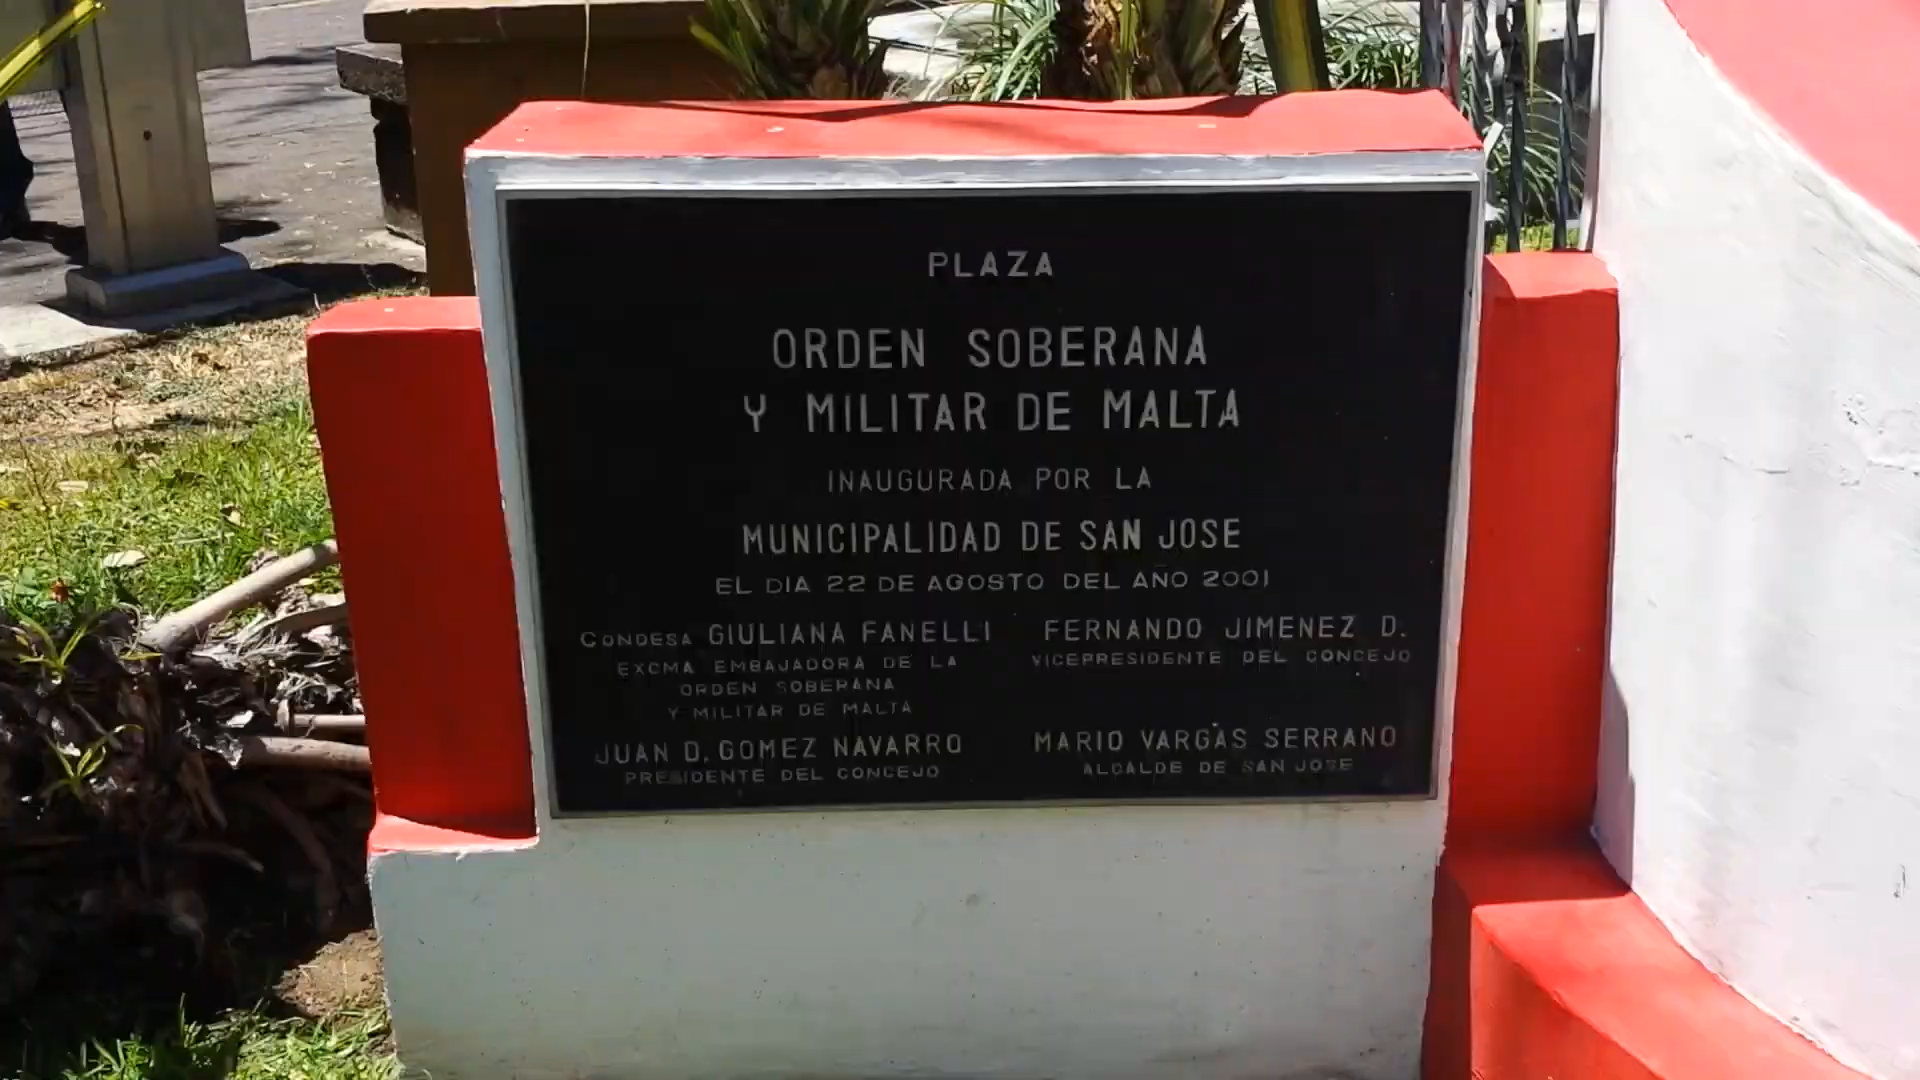 PLAZA
ORDEN SOBERANA
Y MILITAR DE MALTA
INAUGURADA POR LA
MUNICIPALIDAD DE SAN JOSE
EL DIA 22 DE AGOSTO DEL AÑO 2001
CONDESA GIULIANA FANELLI
EXCMA EMBAJADORA DE LA
ORDEN SOBERANA
Y MILITAR DE MALTA
FERNANDO JIMENEZ D.
VICEPRESIDENTE DEL CONCEJO
JUAN D. GOMEZ NAVARRO
PRESIDENTE DEL CONCEJO
MARIO VARGAS SERRANO
ALCALDE DE SAN JOSE